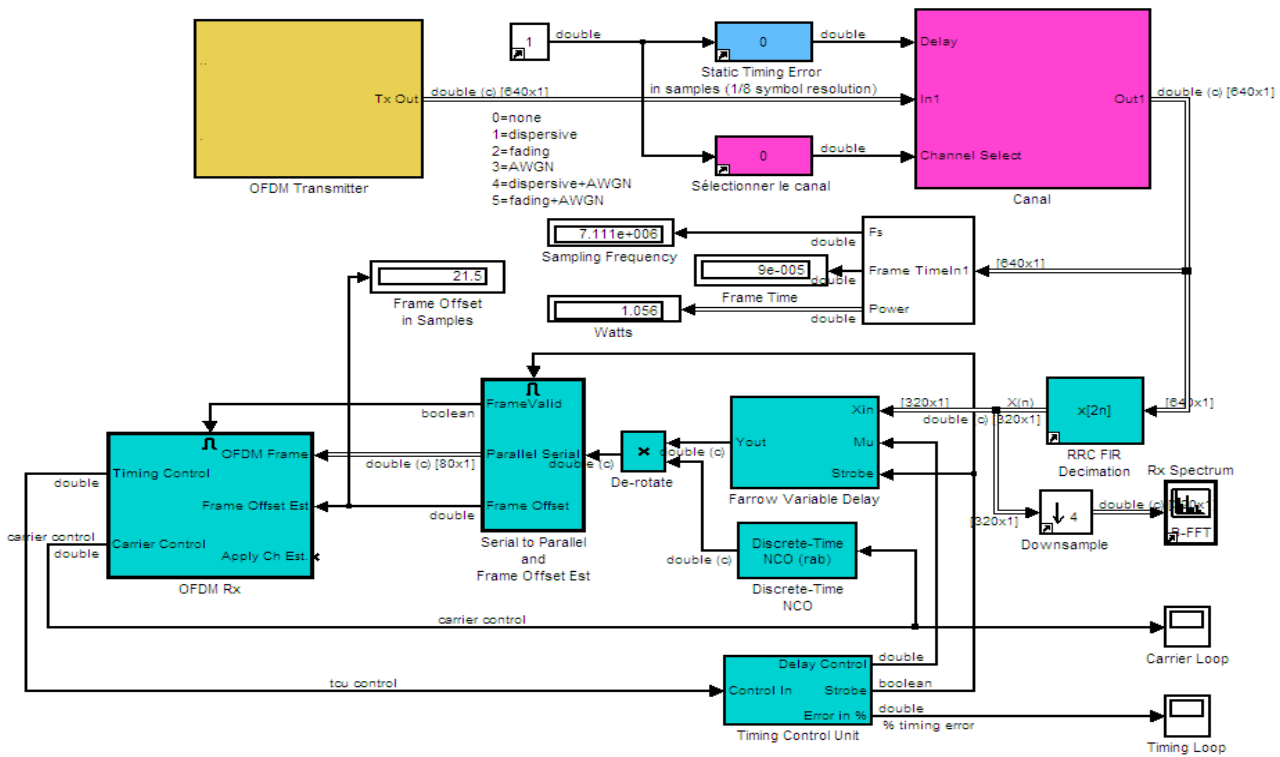 1
double
0
double
Delay
Static Timing Error
in samples (1/8 symbol resolution)
Tx Out
double (c) [640x1]
In1
Out1
double (c) [640x1]
0=none
1=dispersive
2=fading
3=AWGN
4=dispersive+AWGN
5=fading+AWGN
double
0
double
Channel Select
OFDM Transmitter
Sélectionner le canal
Canal
7.111e+006
double
Fs
Sampling Frequency
[640x1]
9e-005
double
Frame Time
In1
Frame Time
1.056
double
Power
Watts
21.5
Frame Offset
in Samples
FrameValid
boolean
[320x1]
X(n)
[640x1]
Xin
double (c) [320x1]
x[2n]
Yout
Mu
double (c)
Strobe
RRC FIR
Decimation
OFDM Frame
double (c) [80x1]
Parallel
Serial
double (c)
×
De-rotate
Farrow Variable Delay
Rx Spectrum
Timing Control
double
Frame Offset Est
double
Frame Offset
[320x1]
4
double (c) [80x1]
B-FFT
Downsample
carrier control
double
Carrier Control
Apply Ch Est.
Serial to Parallel
and
Frame Offset Est
double (c)
Discrete-Time
NCO (rab)
Discrete-Time
NCO
OFDM Rx
carrier control
Carrier Loop
Delay Control
double
tcu control
Control In
Strobe
boolean
Error in %
double
% timing error
Timing Control Unit
Timing Loop